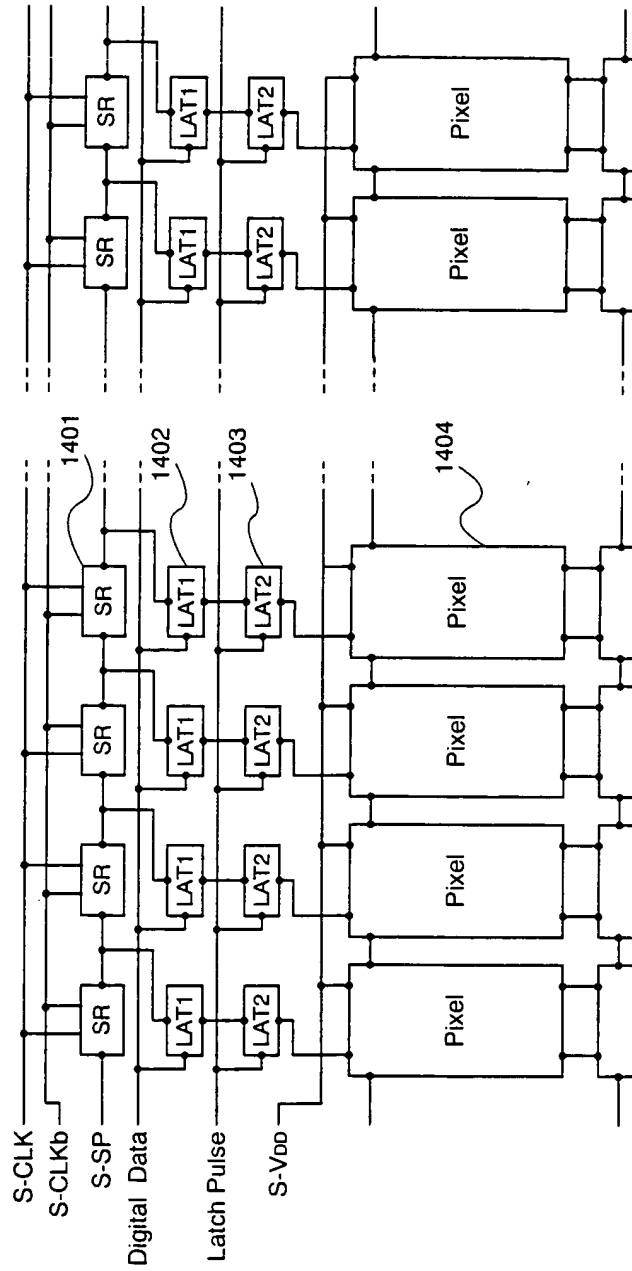 S-CLK
S-CLKb
S-SP
Digital Data
Latch Pulse
S-VDD
SR SR SR SR SR SR
1401
LAT1 LAT1 LAT1 LAT1 LAT1 LAT1
1402
LAT2 LAT2 LAT2 LAT2 LAT2 LAT2
1403
Pixel Pixel Pixel Pixel Pixel Pixel
1404